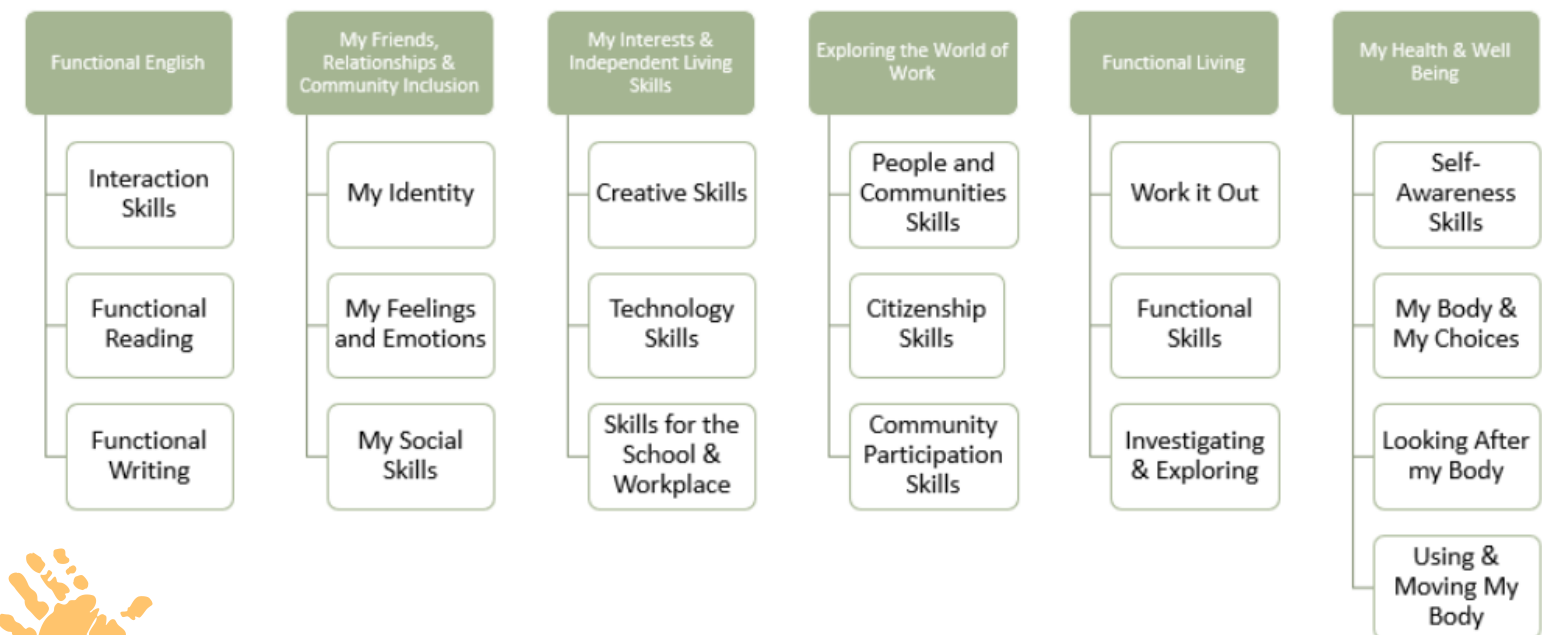 Functional English
Interaction
Skills
Functional
Reading
Functional
Writing
My Friends,
Relationships &
Community Inclusion
My Identity
My Feelings
and Emotions
My Social
Skills
My Interests &
Independent Living
Skills
Creative Skills
Technology
Skills
Skills for the
School &
Workplace
Exploring the World of
Work
People and
Communities
Skills
Citizenship
Skills
Community
Participation
Skills
Functional Living
Work it Out
Functional
Skills
Investigating
& Exploring
My Health & Well
Being
Self-
Awareness
Skills
My Body &
My Choices
Looking After
my Body
Using &
Moving My
Body